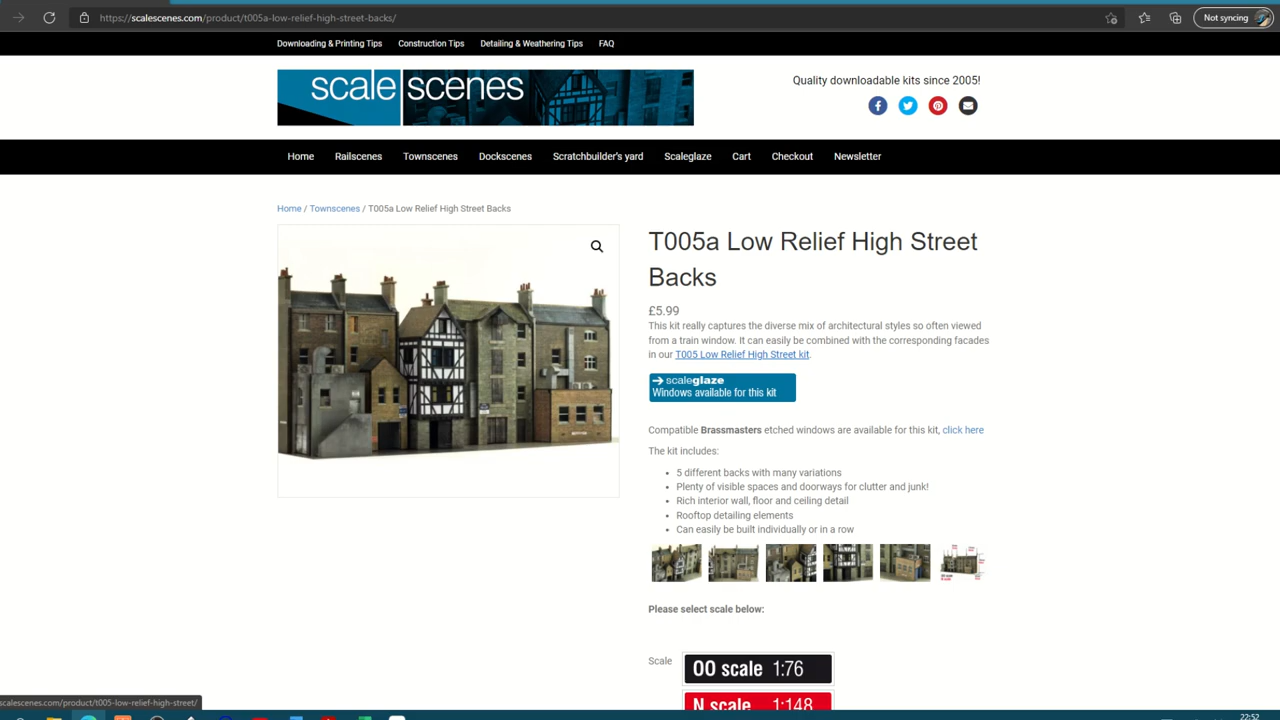 https://scalescenes.com/product/t005a-low-relief-high-street-backs/
Not syncing
Downloading & Printing Tips Construction Tips Detailing & Weathering Tips FAQ
scale scenes
Quality downloadable kits since 2005!
Home Railscenes Townscenes Dockscenes Scratchbuilder's yard Scaleglaze Cart Checkout Newsletter
Home / Townscenes / T005a Low Relief High Street Backs
T005a Low Relief High Street
Backs
£5.99
This kit really captures the diverse mix of architectural styles so often viewed
from a train window. It can easily be combined with the corresponding facades
in our T005 Low Relief High Street kit.
scaleglaze
Windows available for this kit
Compatible Brassmasters etched windows are available for this kit, click here
The kit includes:
5 different backs with many variations
Plenty of visible spaces and doorways for clutter and junk!
Rich interior wall, floor and ceiling detail
Rooftop detailing elements
Can easily be built individually or in a row
Please select scale below:
Scale
OO scale 1:76
N scale 1:148
scalescenes.com/product/t005-low-relief-high-street/
22:52